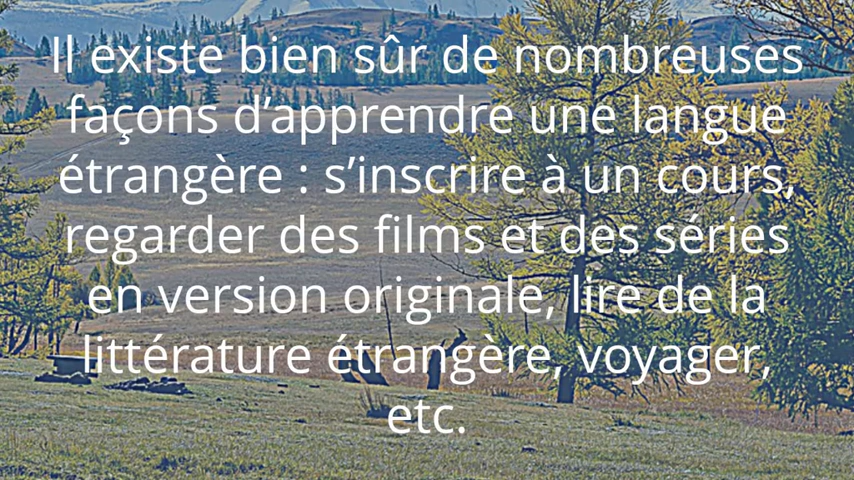 Il existe bien sûr de nombreuses
façons d’apprendre une langue
étrangère : s’inscrire à un cours,
regarder des films et des séries
en version originale, lire de la
littérature étrangère, voyager,
etc.